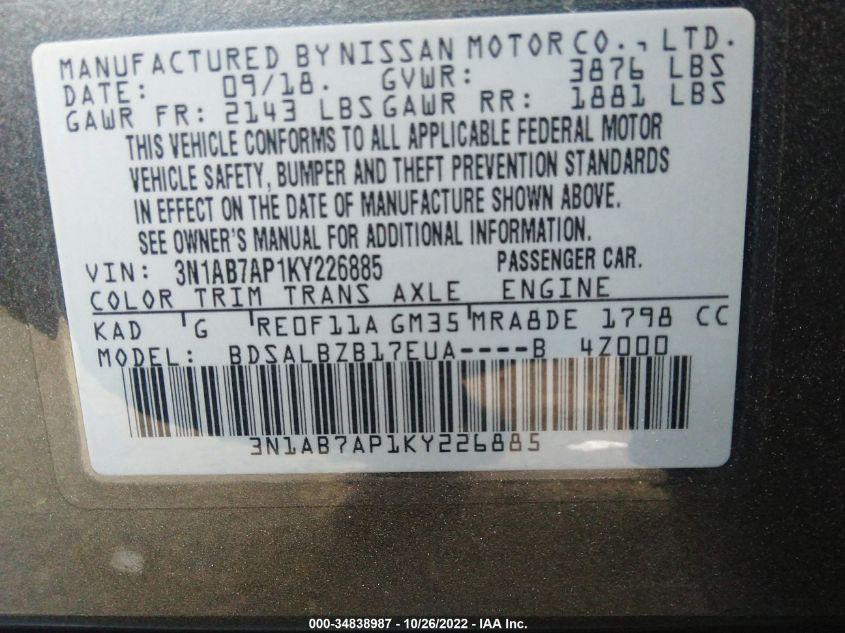 MANUFACTURED BY NISSAN MOTOR CO., LTD.
DATE: 09/18. GVWR: 3876 LBS
GAWR FR: 2143 LBS GAWR RR: 1881 LBS
THIS VEHICLE CONFORMS TO ALL APPLICABLE FEDERAL MOTOR
VEHICLE SAFETY, BUMPER AND THEFT PREVENTION STANDARDS
IN EFFECT ON THE DATE OF MANUFACTURE SHOWN ABOVE.
SEE OWNER'S MANUAL FOR ADDITIONAL INFORMATION.
VIN: 3N1AB7AP1KY226885 PASSENGER CAR.
COLOR TRIM TRANS AXLE ENGINE
KAD G RE0F11A GM35 MRA8DE 1798 CC
MODEL: BDSALBZB17EUA----B 4Z000
3N1AB7AP1KY226885
000-34838987 - 10/26/2022 - IAA Inc.